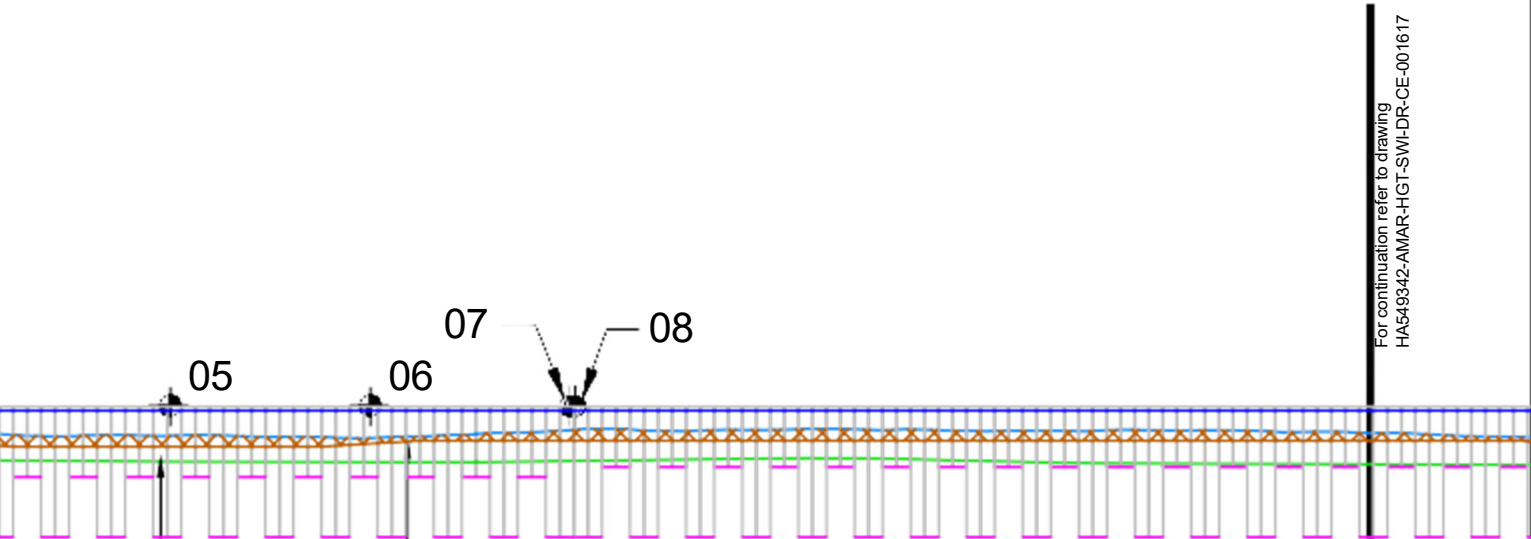 For continuation refer to drawing
HA549342-AMAR-HGT-SWI-DR-CE-001617
07
08
05
06